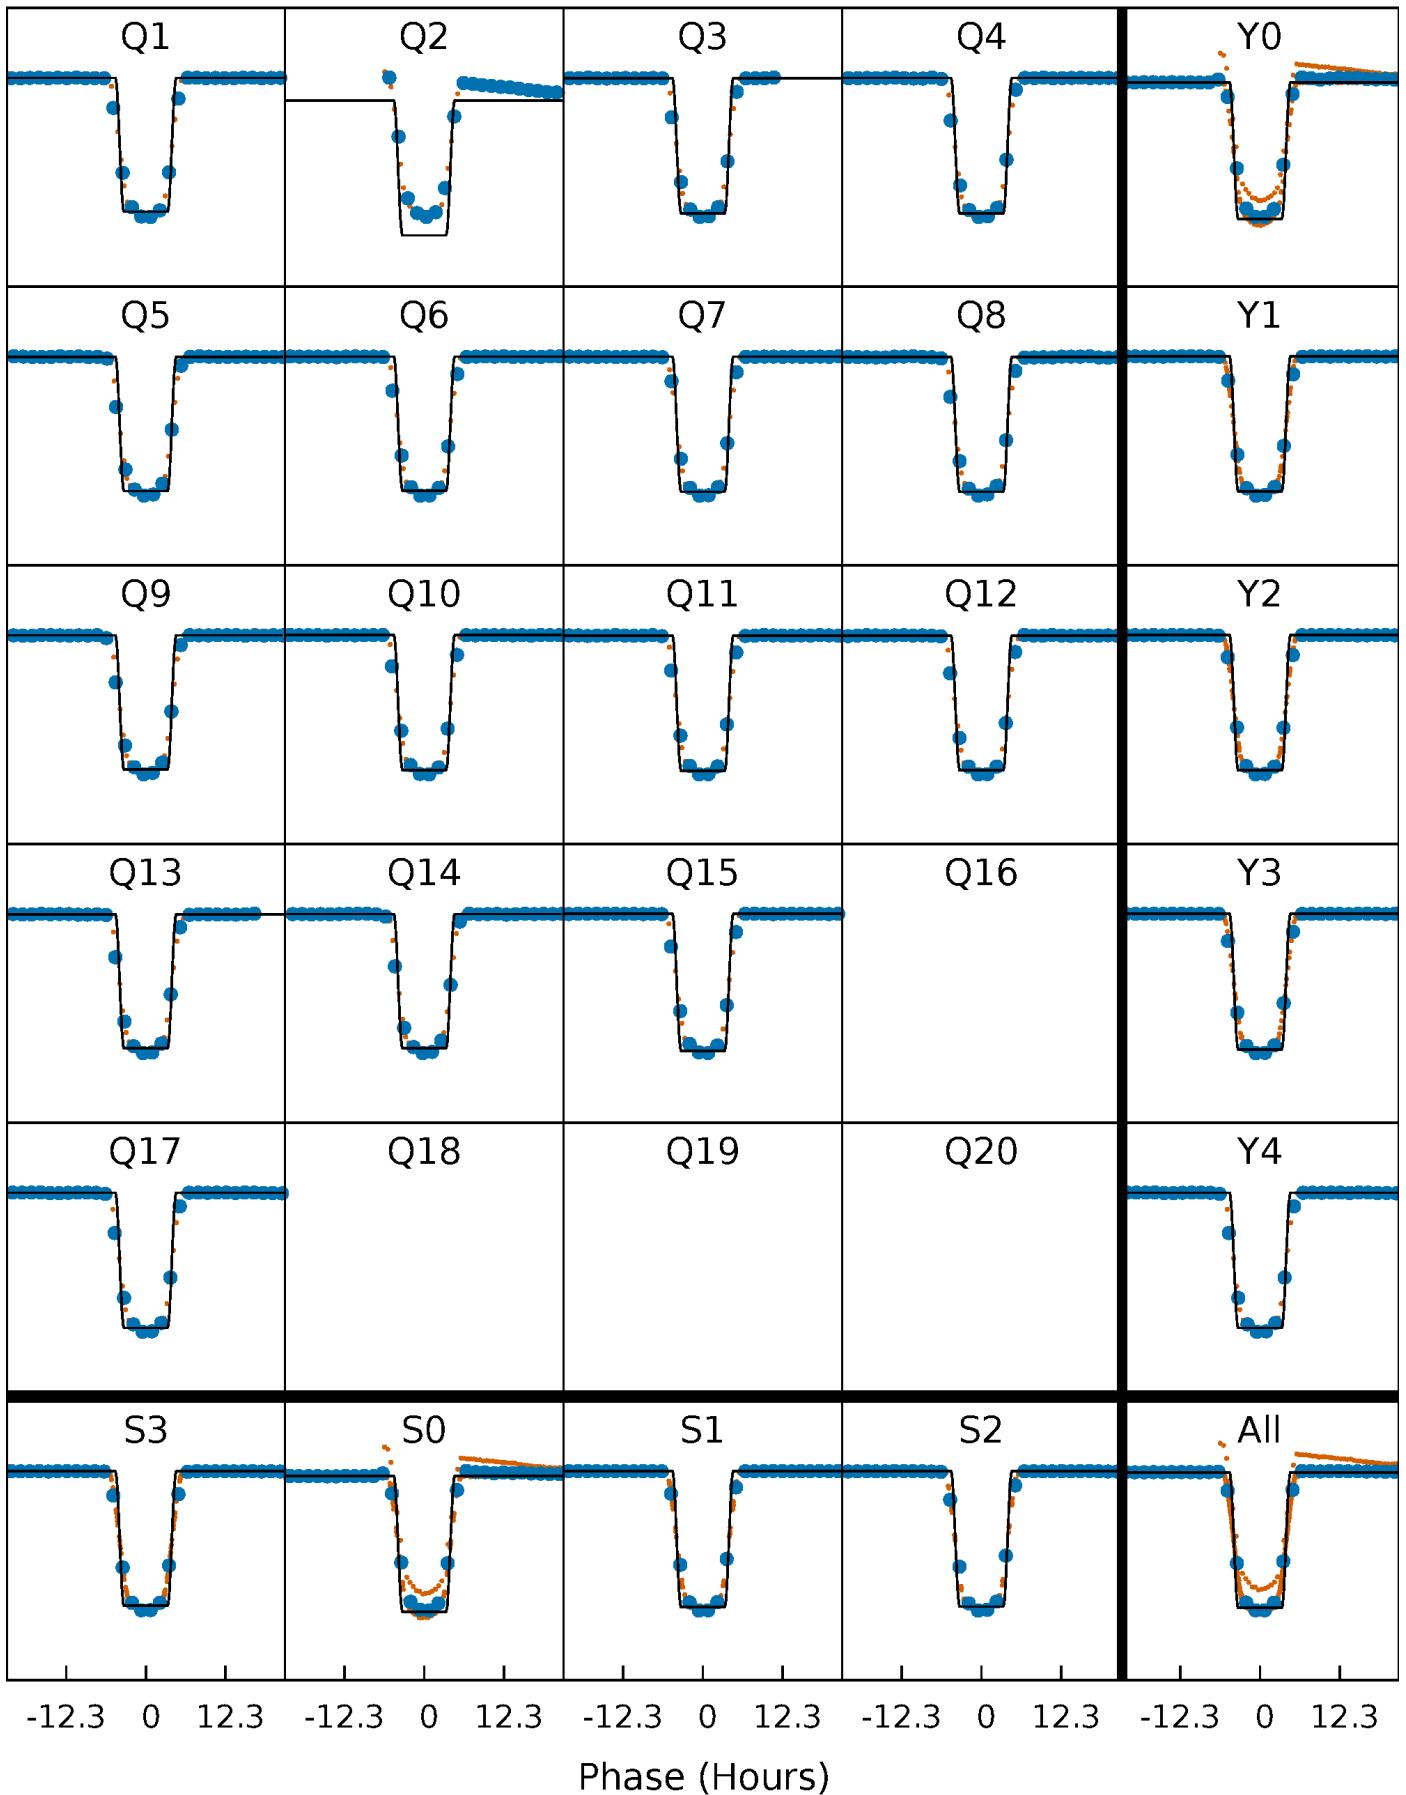 Q1 Q2 Q3 Q4 Y0
Q5 Q6 Q7 Q8 Y1
Q9 Q10 Q11 Q12 Y2
Q13 Q14 Q15 Q16 Y3
Q17 Q18 Q19 Q20 Y4
S3 S0 S1 S2 All
-12.3 0 12.3 -12.3 0 12.3 -12.3 0 12.3 -12.3 0 12.3 -12.3 0 12.3
Phase (Hours)